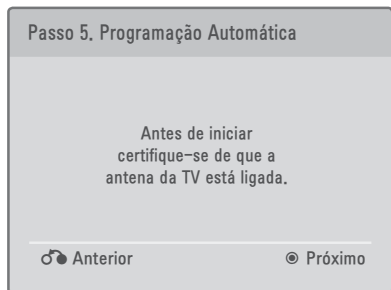 Passo 5. Programação Automática
Antes de iniciar
certifique-se de que a
antena da TV está ligada.
Anterior
Próximo